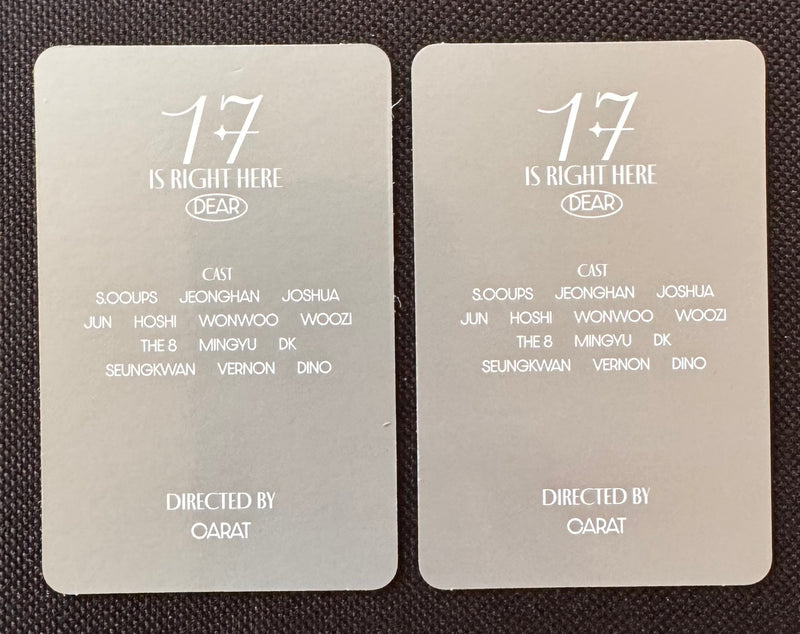 17
IS RIGHT HERE
DEAR
CAST
S.COUPS JEONGHAN JOSHUA
JUN HOSHI WONWOO WOOZI
THE 8 MINGYU DK
SEUNGKWAN VERNON DINO
DIRECTED BY
CARAT
17
IS RIGHT HERE
DEAR
CAST
S.COUPS JEONGHAN JOSHUA
JUN HOSHI WONWOO WOOZI
THE 8 MINGYU DK
SEUNGKWAN VERNON DINO
DIRECTED BY
CARAT